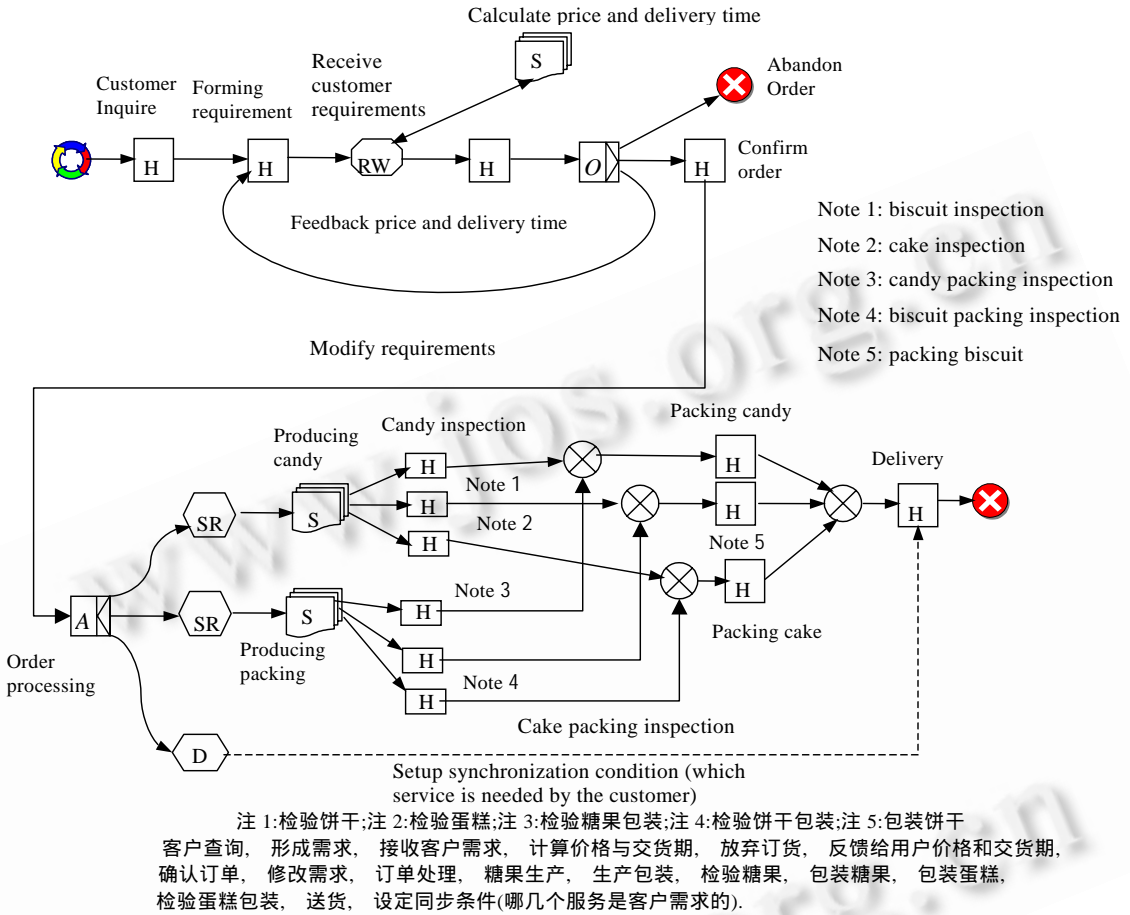 Calculate price and delivery time
S
Receive
customer
requirements
Abandon
Order
Customer
Inquire
Forming
requirement
H
H
RW
H
O
H
Confirm
order
Feedback price and delivery time
Note 1: biscuit inspection
Note 2: cake inspection
Note 3: candy packing inspection
Note 4: biscuit packing inspection
Note 5: packing biscuit
Modify requirements
Producing
candy
Candy inspection
Packing candy
Delivery
SR
S
H
H
H
Note 1
Note 2
H
H
Note 5
H
H
Packing cake
A
Order
processing
SR
S
Producing
packing
H
Note 3
H
Note 4
H
Cake packing inspection
D
Setup synchronization condition (which
service is needed by the customer)
注 1:检验饼干;注 2:检验蛋糕;注 3:检验糖果包装;注 4:检验饼干包装;注 5:包装饼干
客户查询, 形成需求, 接收客户需求, 计算价格与交货期, 放弃订货, 反馈给用户价格和交货期,
确认订单, 修改需求, 订单处理, 糖果生产, 生产包装, 检验糖果, 包装糖果, 包装蛋糕,
检验蛋糕包装, 送货, 设定同步条件(哪几个服务是客户需求的).
www.jos.org.cn
rg.cn